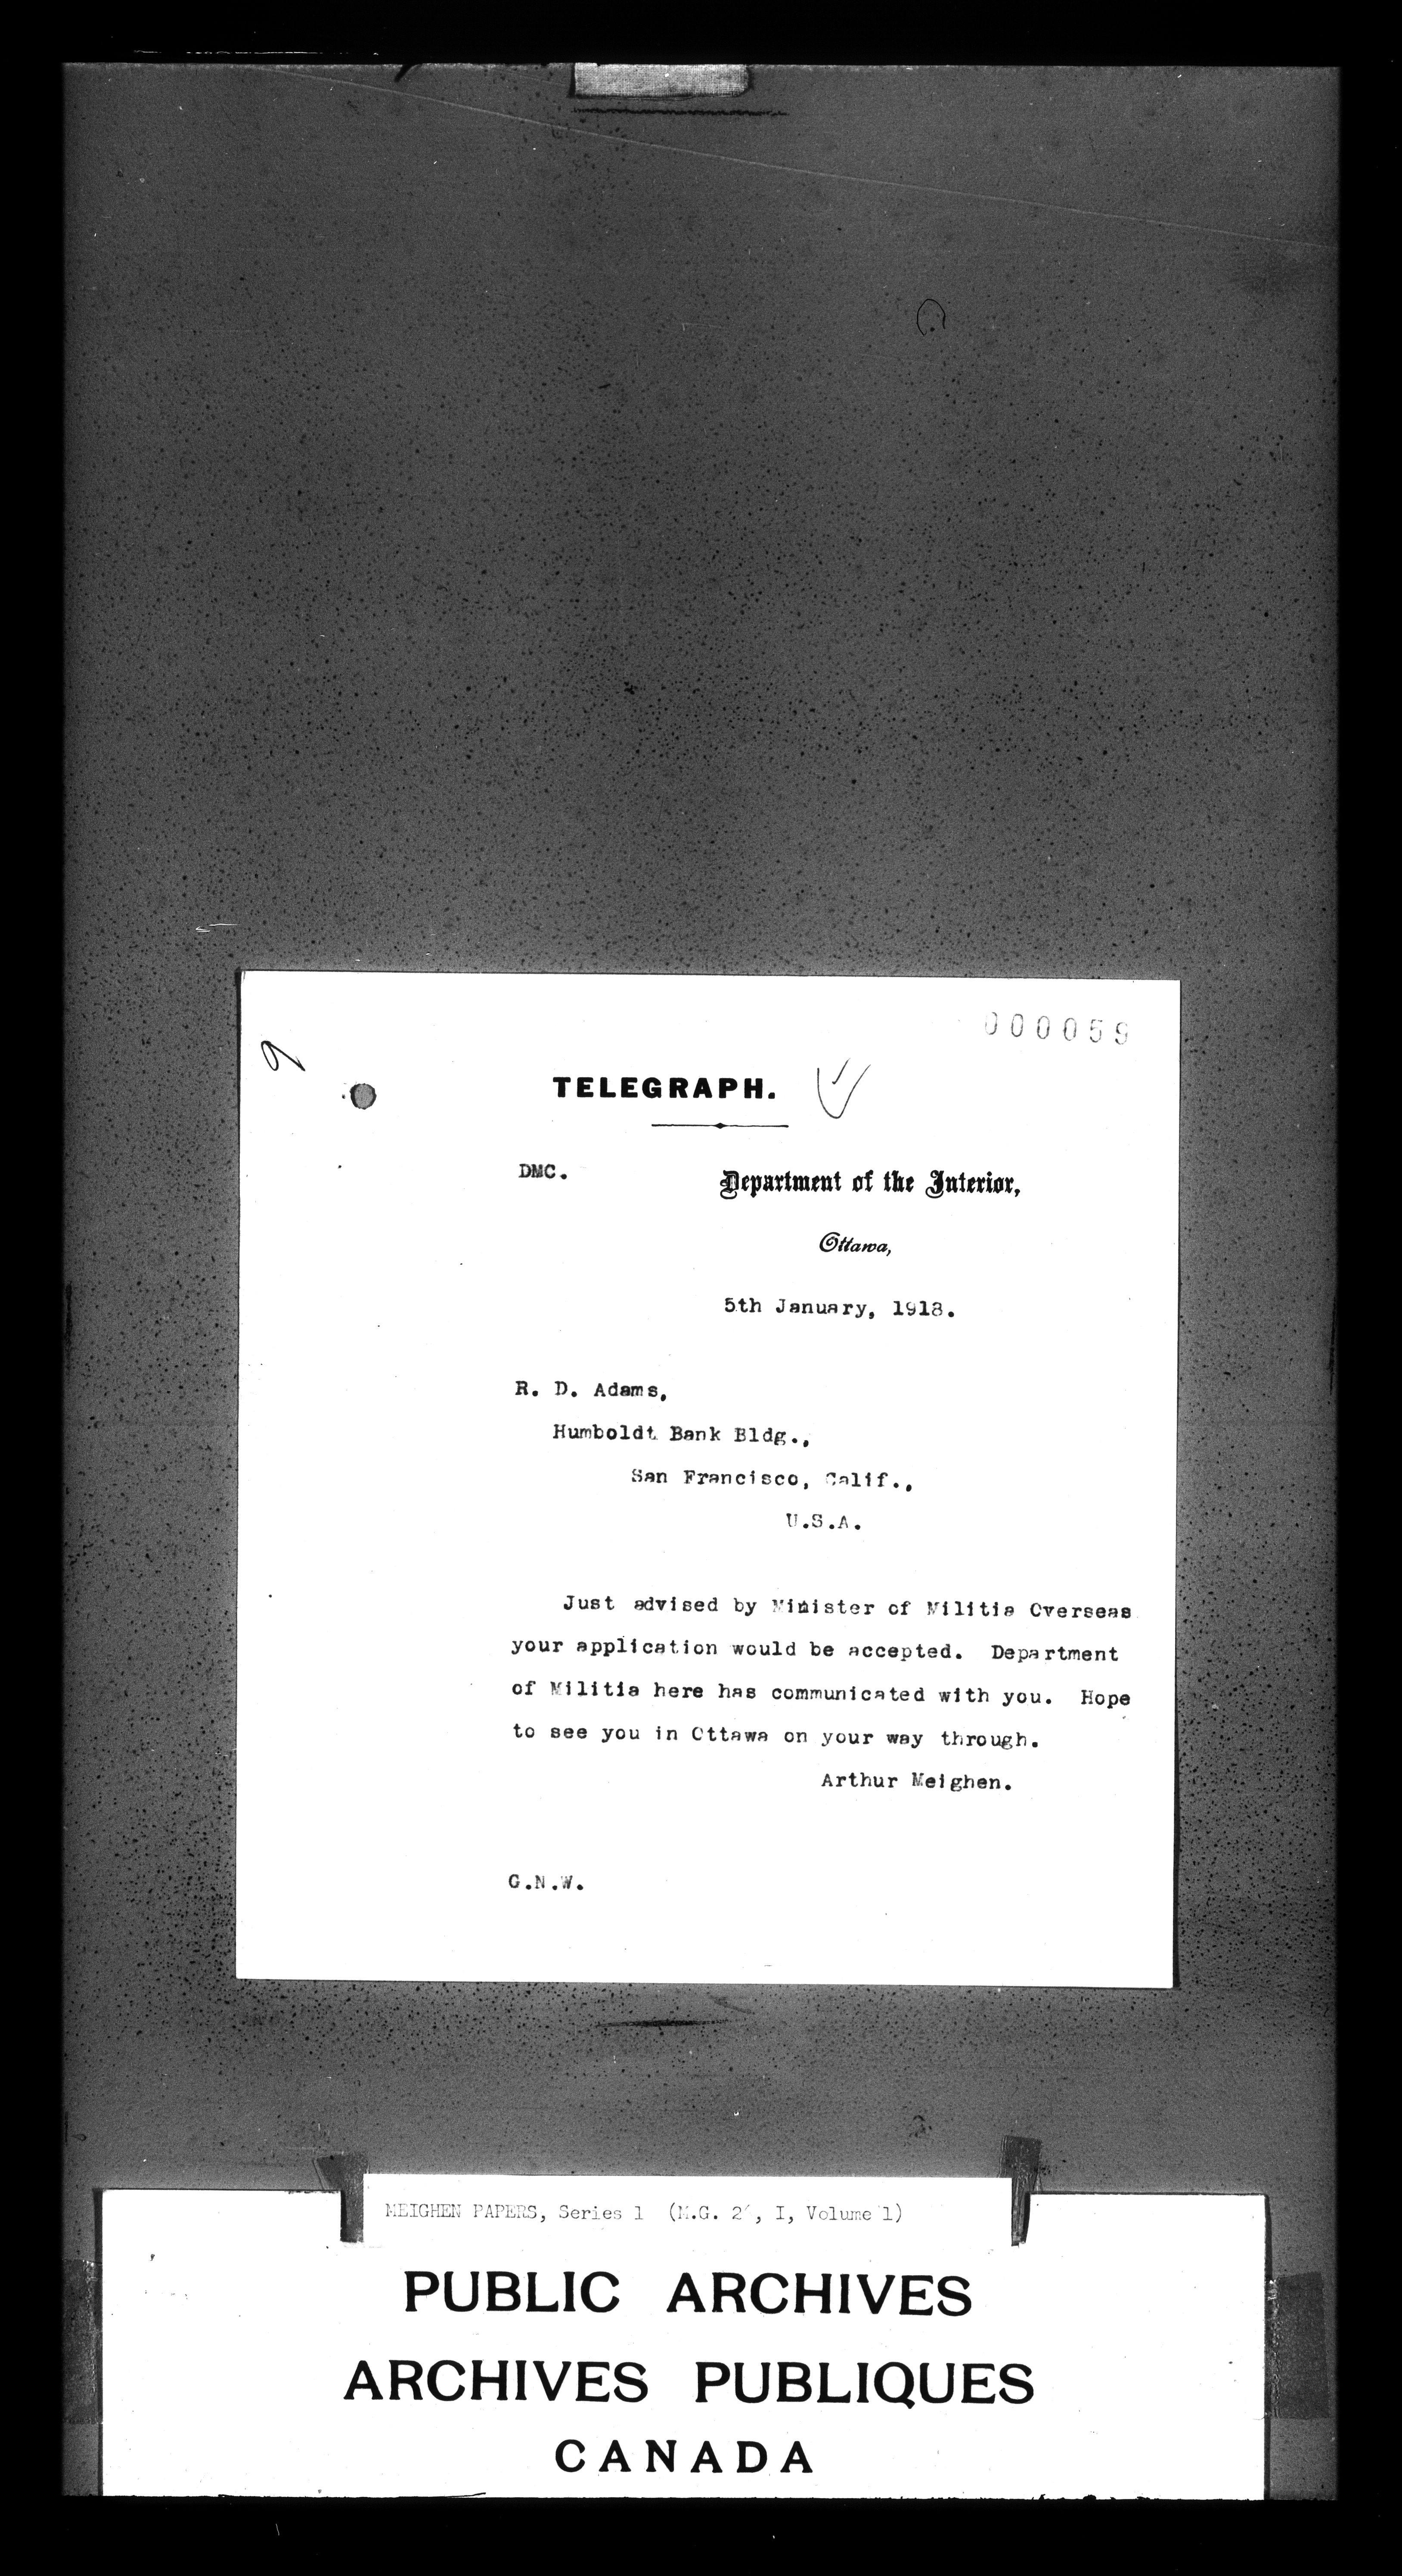 000059
TELEGRAPH.
DMC.
Department of the Interior,
Ottawa,
5th January, 1918.
R. D. Adams,
Humboldt Bank Bldg.,
San Francisco, Calif.,
U.S.A.
Just advised by Minister of Militia Overseas
your application would be accepted. Department
of Militia here has communicated with you. Hope
to see you in Ottawa on your way through.
Arthur Meighen.
G.N.W.
MEIGHEN PAPERS, Series 1 (M.G. 26, I, Volume 1)
PUBLIC ARCHIVES
ARCHIVES PUBLIQUES
CANADA